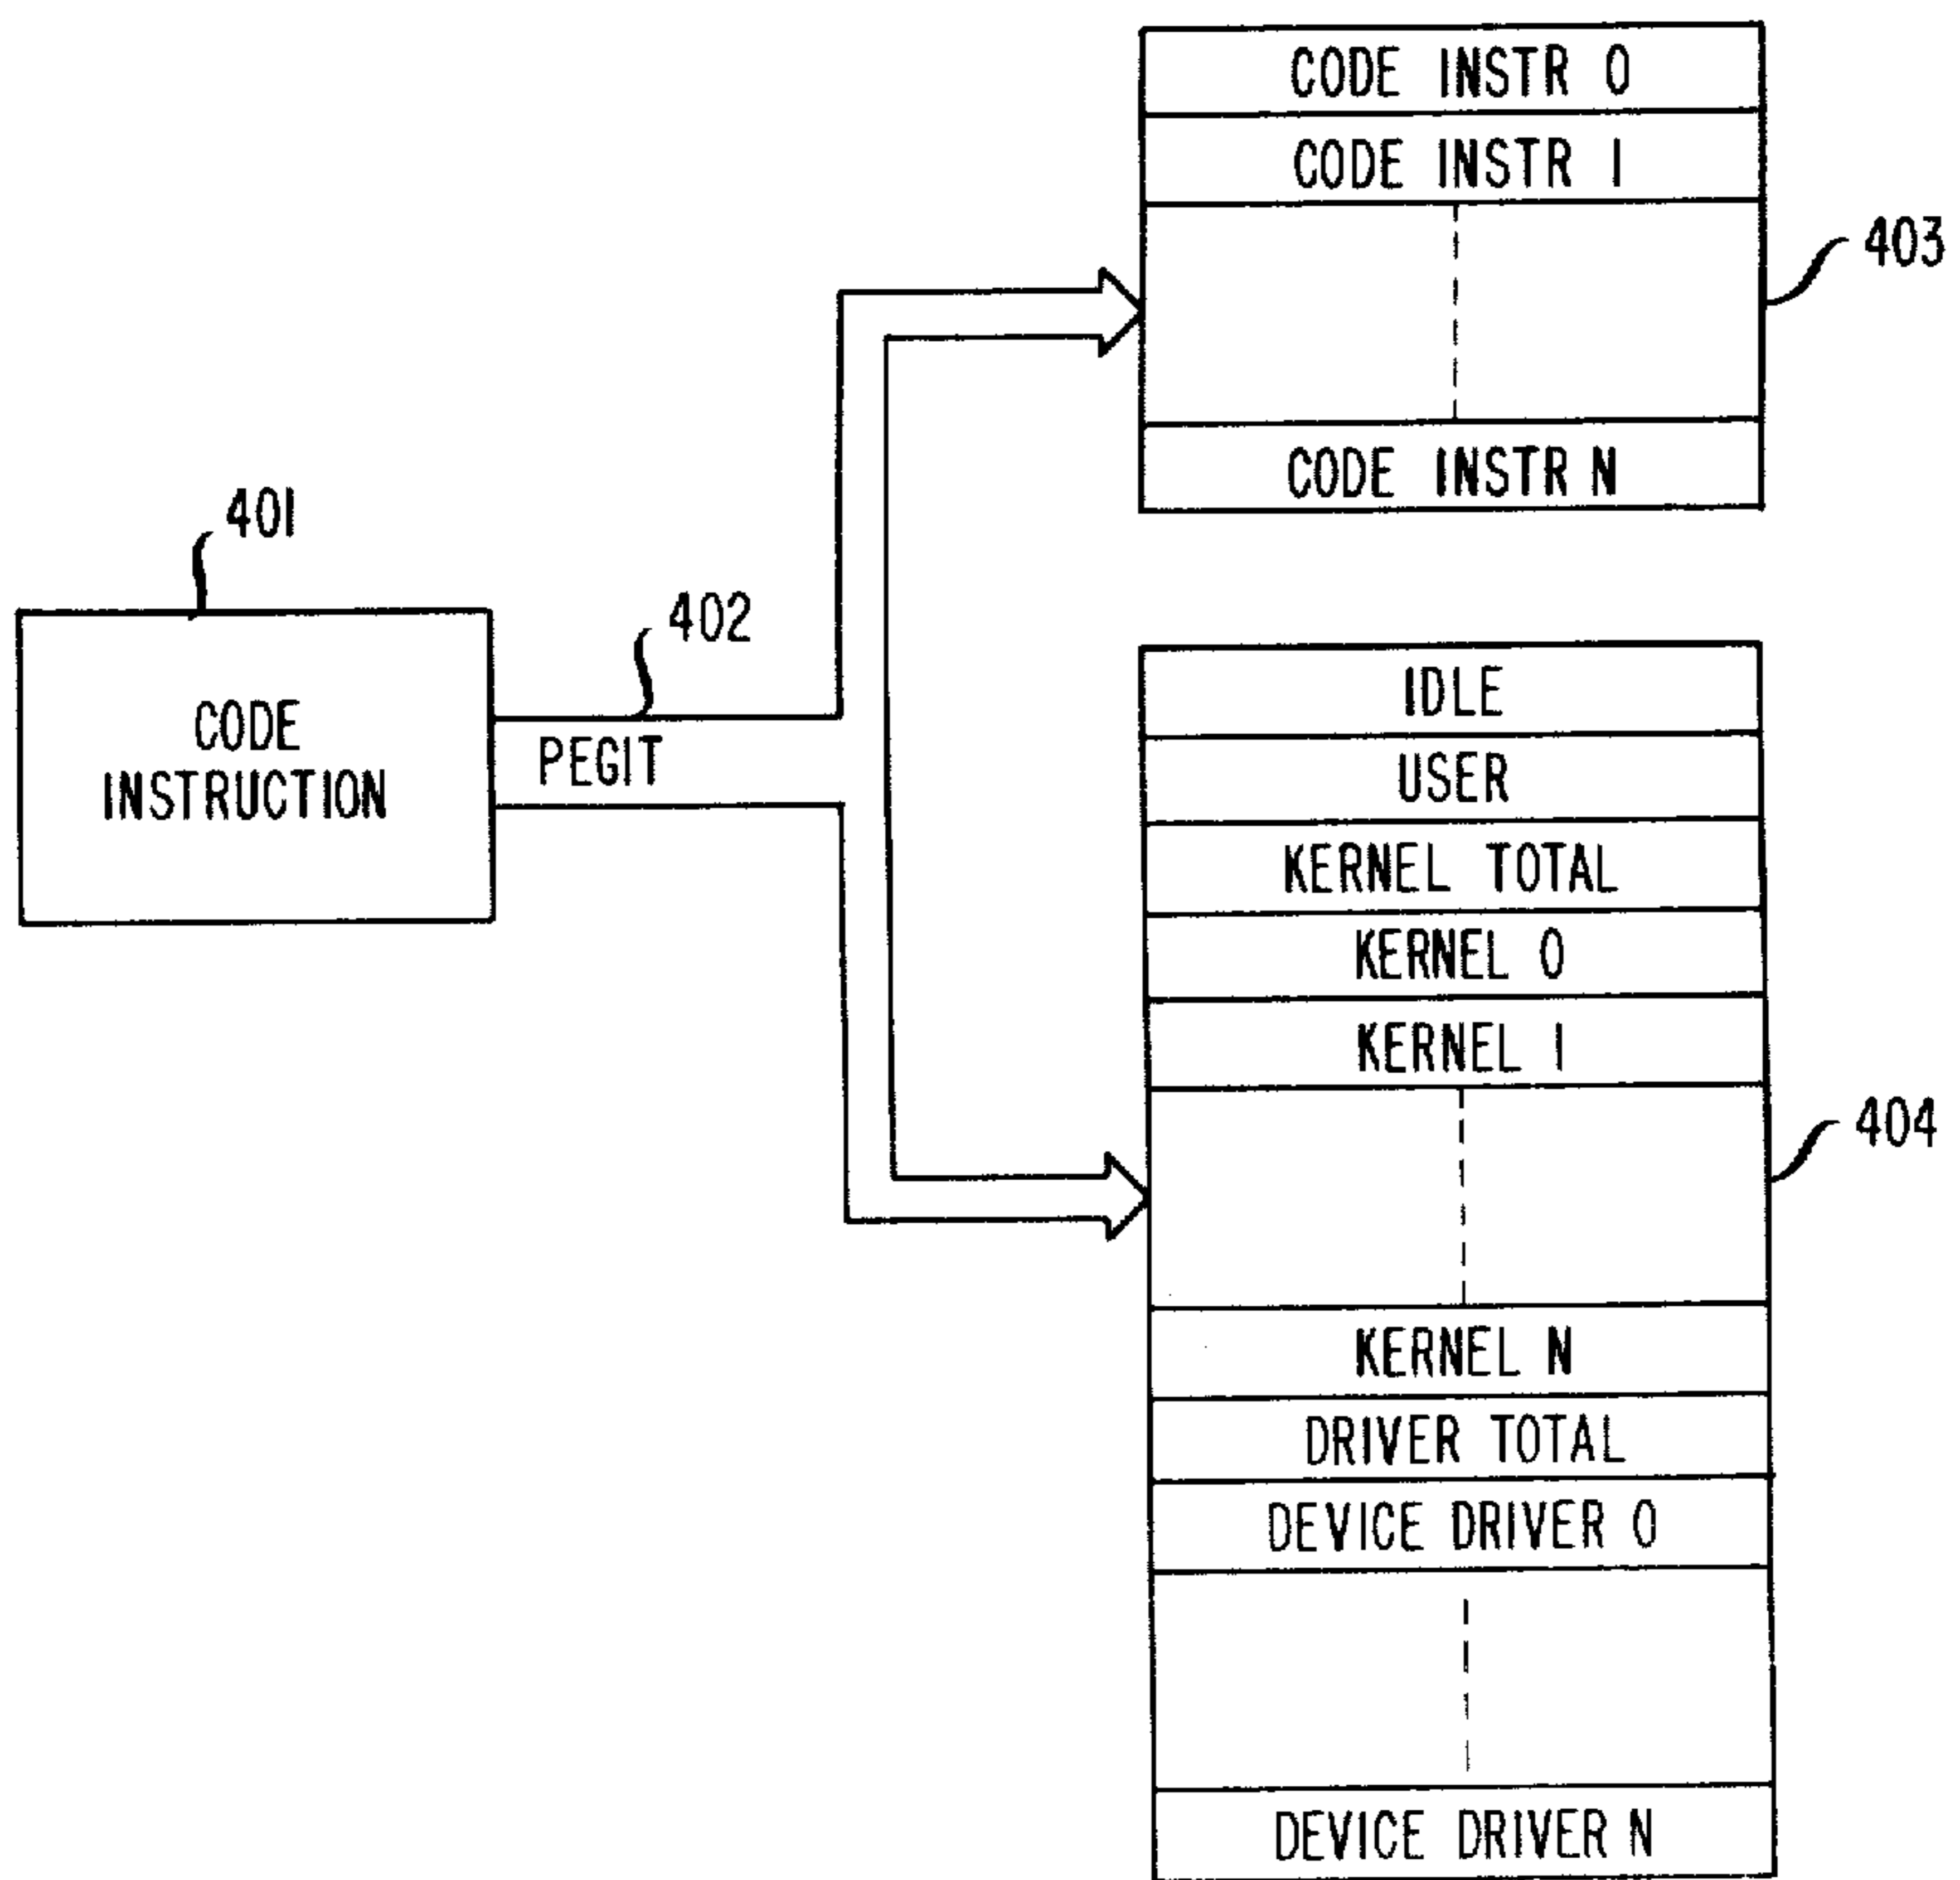 CODE INSTR 0
CODE INSTR 1
403
CODE INSTR N
401
402
CODE
INSTRUCTION
PEGIT
IDLE
USER
KERNEL TOTAL
KERNEL 0
KERNEL 1
404
KERNEL N
DRIVER TOTAL
DEVICE DRIVER 0
DEVICE DRIVER N